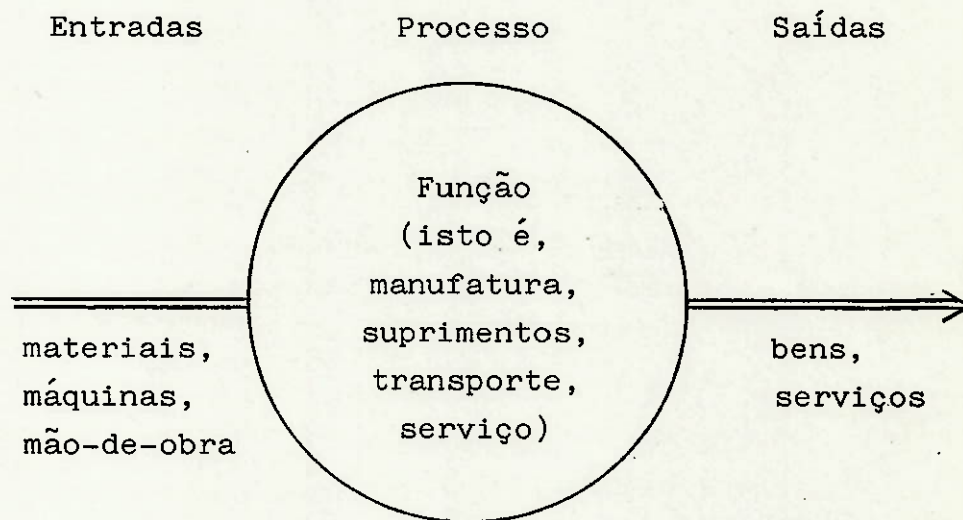 Entradas Processo Saídas
Função
(isto é,
manufatura,
suprimentos,
transporte,
serviço)
materiais,
máquinas,
mão-de-obra
bens,
serviços